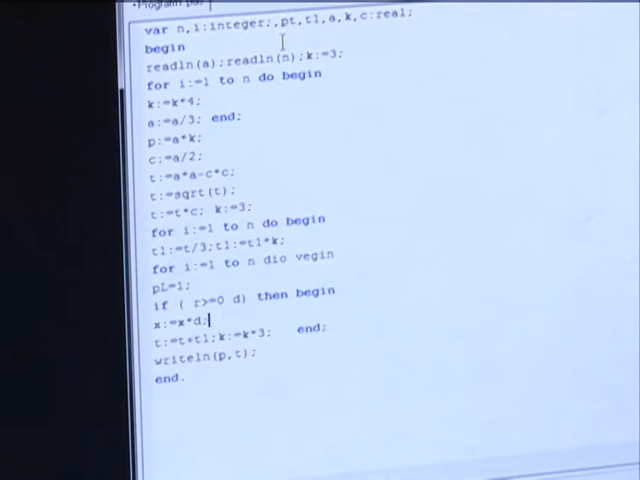 •Program1.pas
var n,i:integer;,pt,t1,a,k,c:real;
begin
readln(a);readln(n);k:=3;
for i:=1 to n do begin
k:=k*4;
a:=a/3; end;
p:=a*k;
c:=a/2;
t:=a*a-c*c;
t:=sqrt(t);
t:=t*c; k:=3;
for i:=1 to n do begin
t1:=t/3;t1:=t1*k;
for i:=1 to n dio vegin
pL=1;
if ( r>=0 d) then begin
x:=x*d;
t:=t+t1;k:=k*3; end;
writeln(p,t);
end.